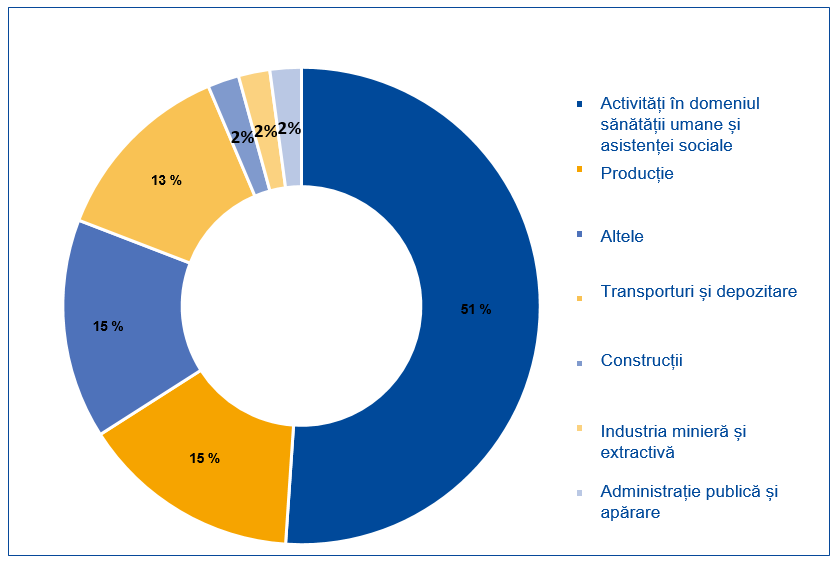 2%
2%
2%
13 %
51 %
15 %
15 %
Activități în domeniul
sănătății umane și
asistenței sociale
Producție
Altele
Transporturi și depozitare
Construcții
Industria minieră și
extractivă
Administrație publică și
apărare